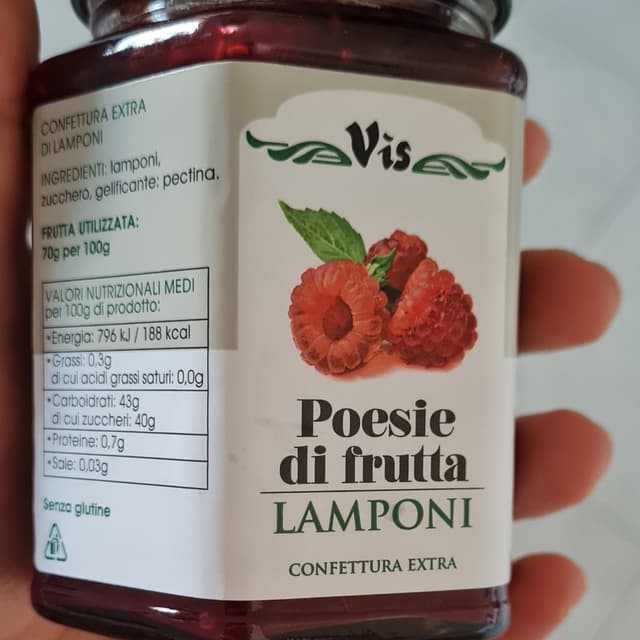 CONFETTURA EXTRA
DI LAMPONI
INGREDIENTI: lamponi,
zucchero, gelificante: pectina.
FRUTTA UTILIZZATA:
70g per 100g
VALORI NUTRIZIONALI MEDI
per 100g di prodotto:
•Energia: 796 kJ / 188 kcal
•Grassi: 0,3g
di cui acidi grassi saturi: 0,0g
•Carboidrati: 43g
di cui zuccheri: 40g
•Proteine: 0,7g
•Sale: 0,03g
Senza glutine
Vis
Poesie
di frutta
LAMPONI
CONFETTURA EXTRA